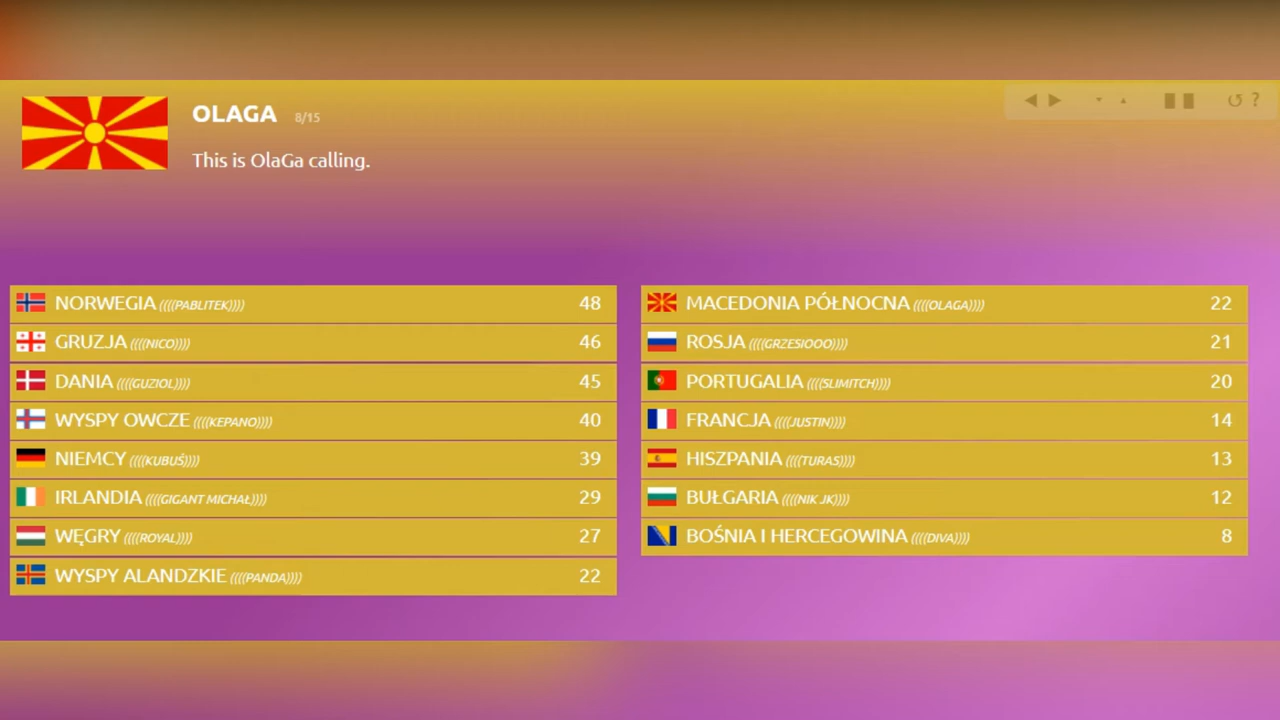 OLAGA 8/15
This is OlaGa calling.
NORWEGIA ((((PABLITEK)))) 48
GRUZJA ((((NICO)))) 46
DANIA ((((GUZIOL)))) 45
WYSPY OWCZE ((((KEPANO)))) 40
NIEMCY ((((KUBUŚ)))) 39
IRLANDIA ((((GIGANT MICHAŁ)))) 29
WĘGRY ((((ROYAL)))) 27
WYSPY ALANDZKIE ((((PANDA)))) 22
MACEDONIA PÓŁNOCNA ((((OLAGA)))) 22
ROSJA ((((GRZESIOOO)))) 21
PORTUGALIA ((((SLIMITCH)))) 20
FRANCJA ((((JUSTIN)))) 14
HISZPANIA ((((TURAS)))) 13
BUŁGARIA ((((NIK JK)))) 12
BOŚNIA I HERCEGOWINA ((((DIVA)))) 8